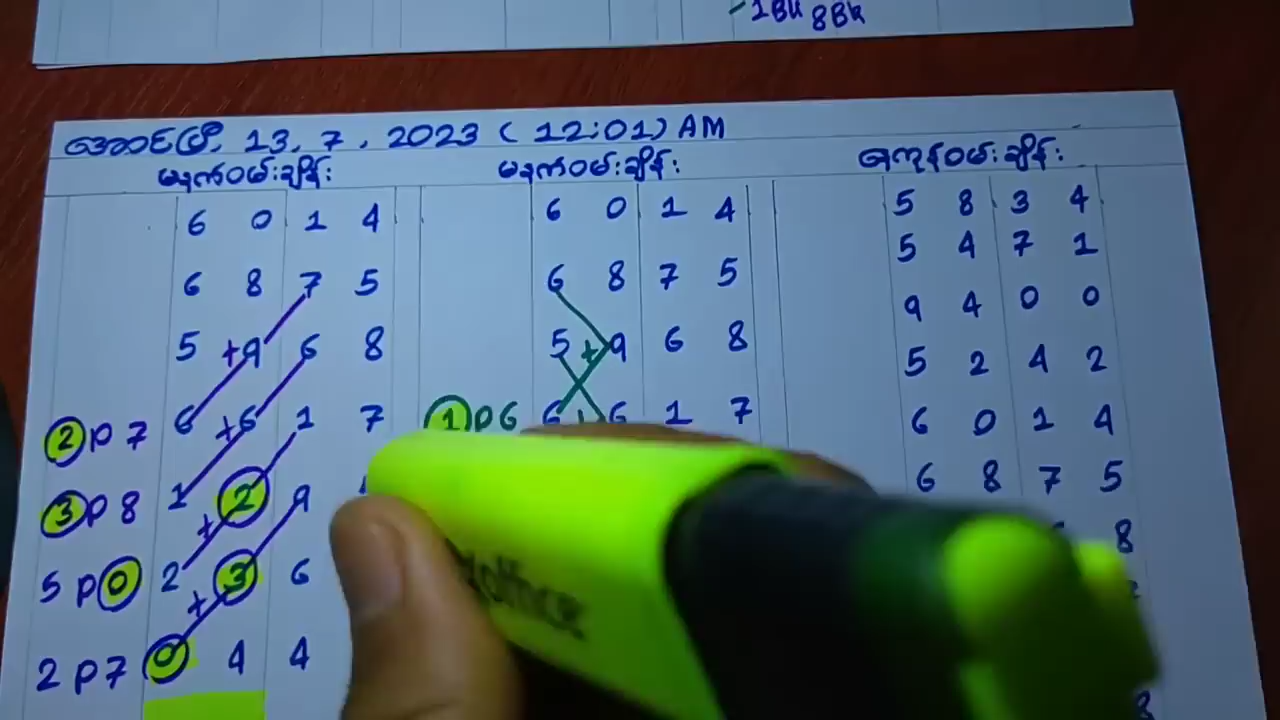 1Bk 8Bk
အောင်ဗြို. 13. 7. 2023 ( 12:01) AM
မနက်ဝမ်းချိန်း
မနက်ဝမ်းချိန်း
ရကုန်ဝမ်းချိန်း
6 0 1 4
6 8 7 5
5 + 9 6 8
2 P 7 6 + 6 1 7
3 P 8 1 2 9
5 P 0 2 + 3 6
2 P 7 0 4 4
6 0 1 4
6 8 7 5
5 + 9 6 8
1 P 6 6 6 1 7
5 8 3 4
5 4 7 1
9 4 0 0
5 2 4 2
6 0 1 4
6 8 7 5
8
office